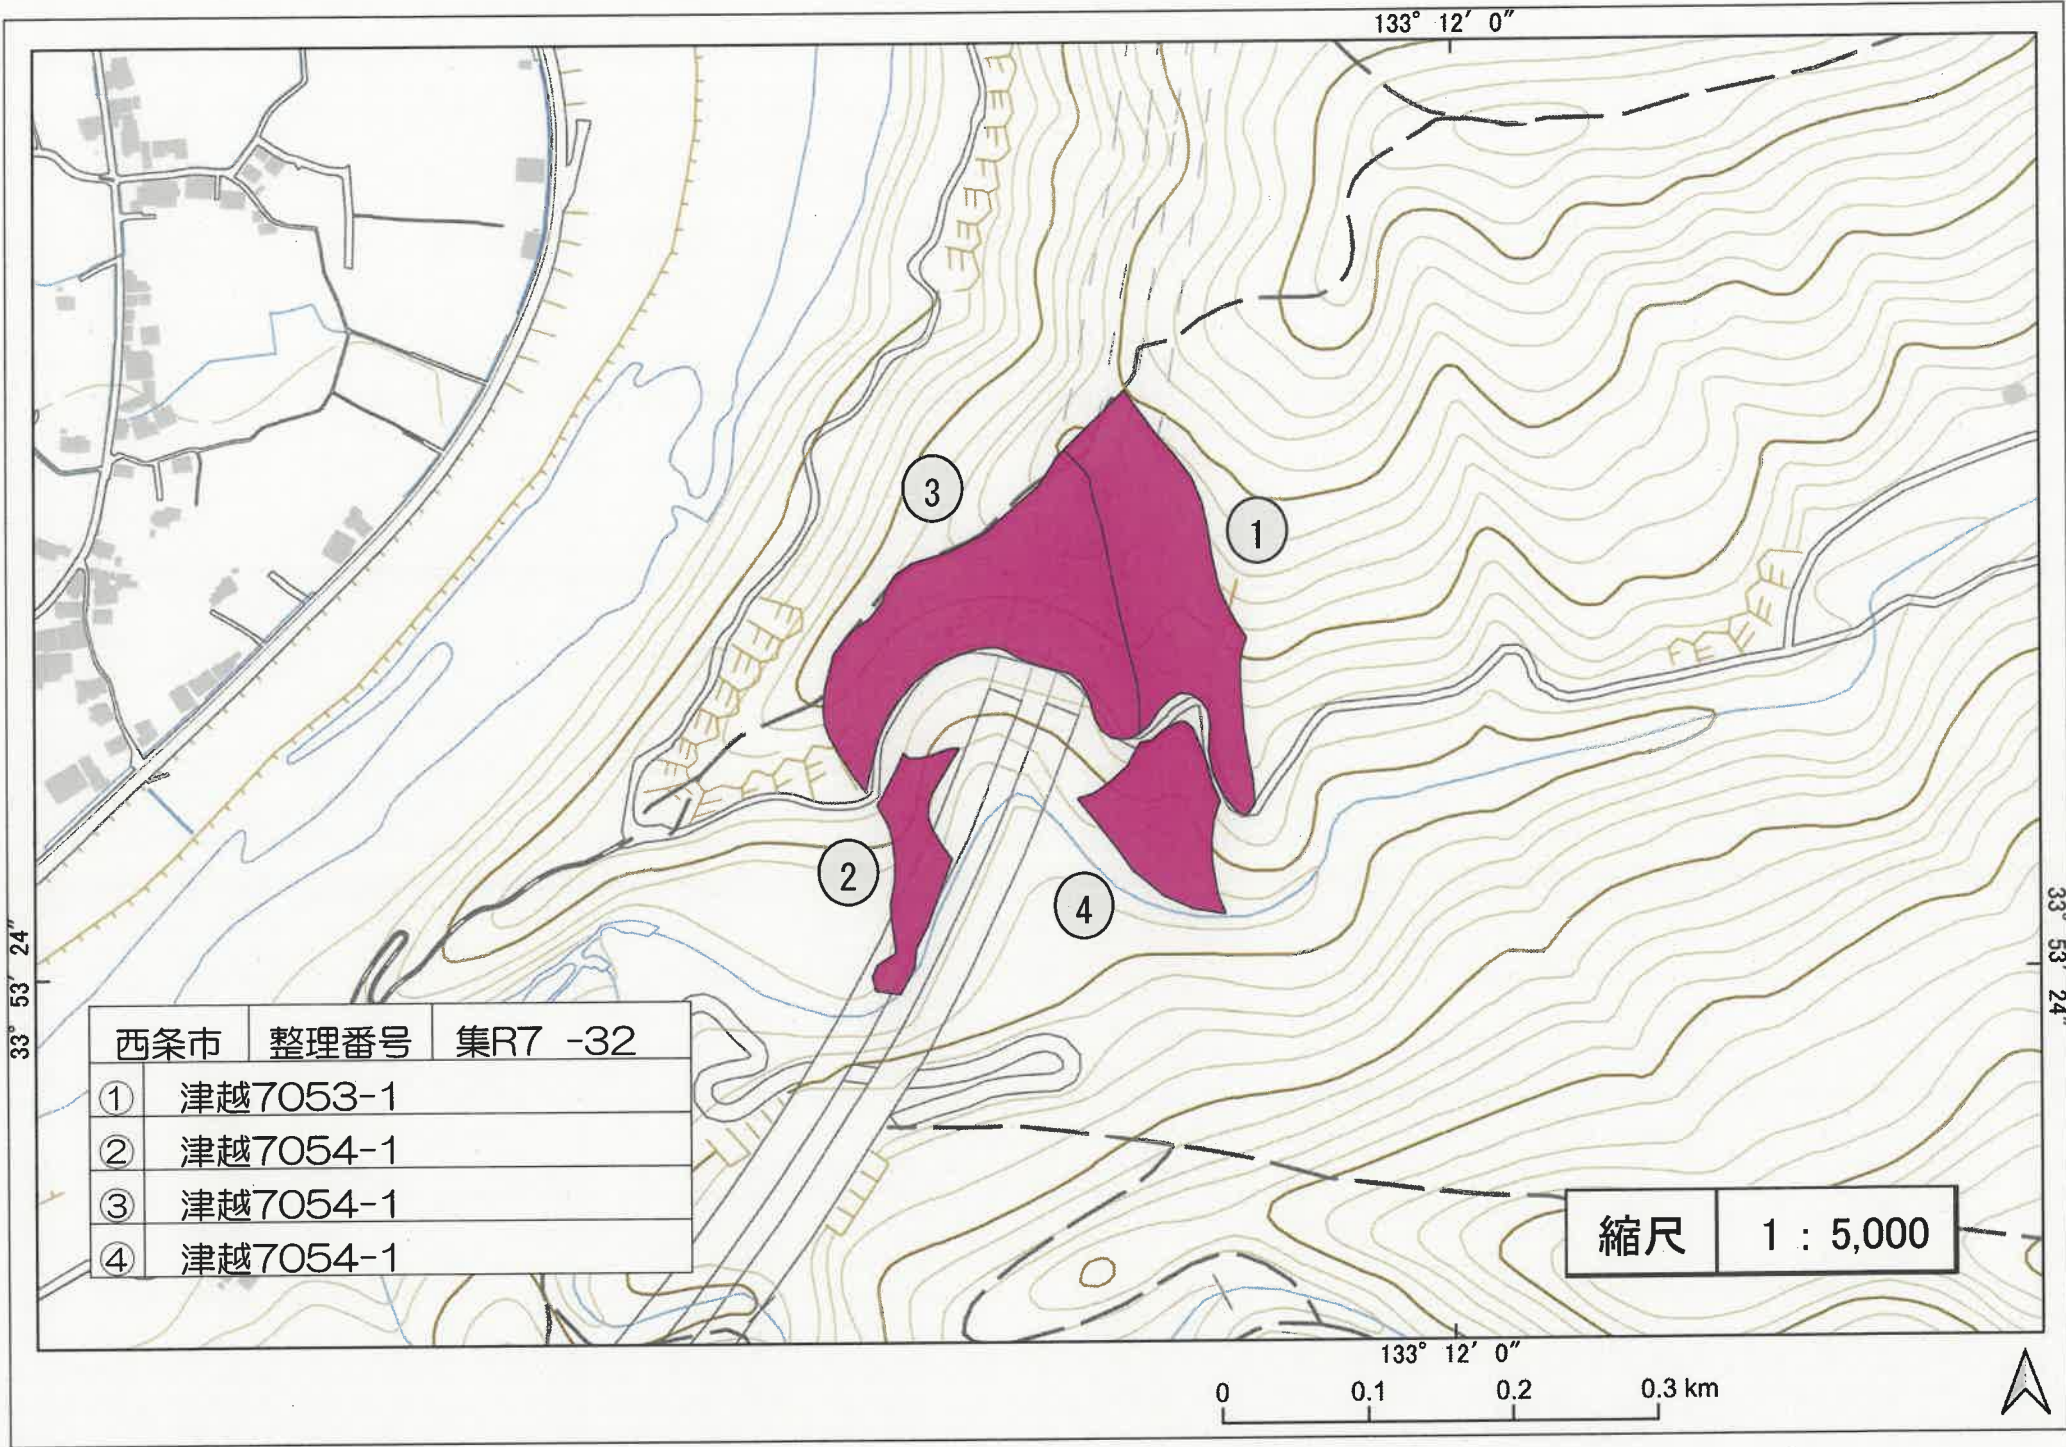 133° 12′ 0″
3
1
2
4
33° 53′ 24″
33° 53′ 24″
西条市 整理番号 集R7 -32
① 津越7053-1
② 津越7054-1
③ 津越7054-1
④ 津越7054-1
縮尺 1 : 5,000
133° 12′ 0″
0 0.1 0.2 0.3 km